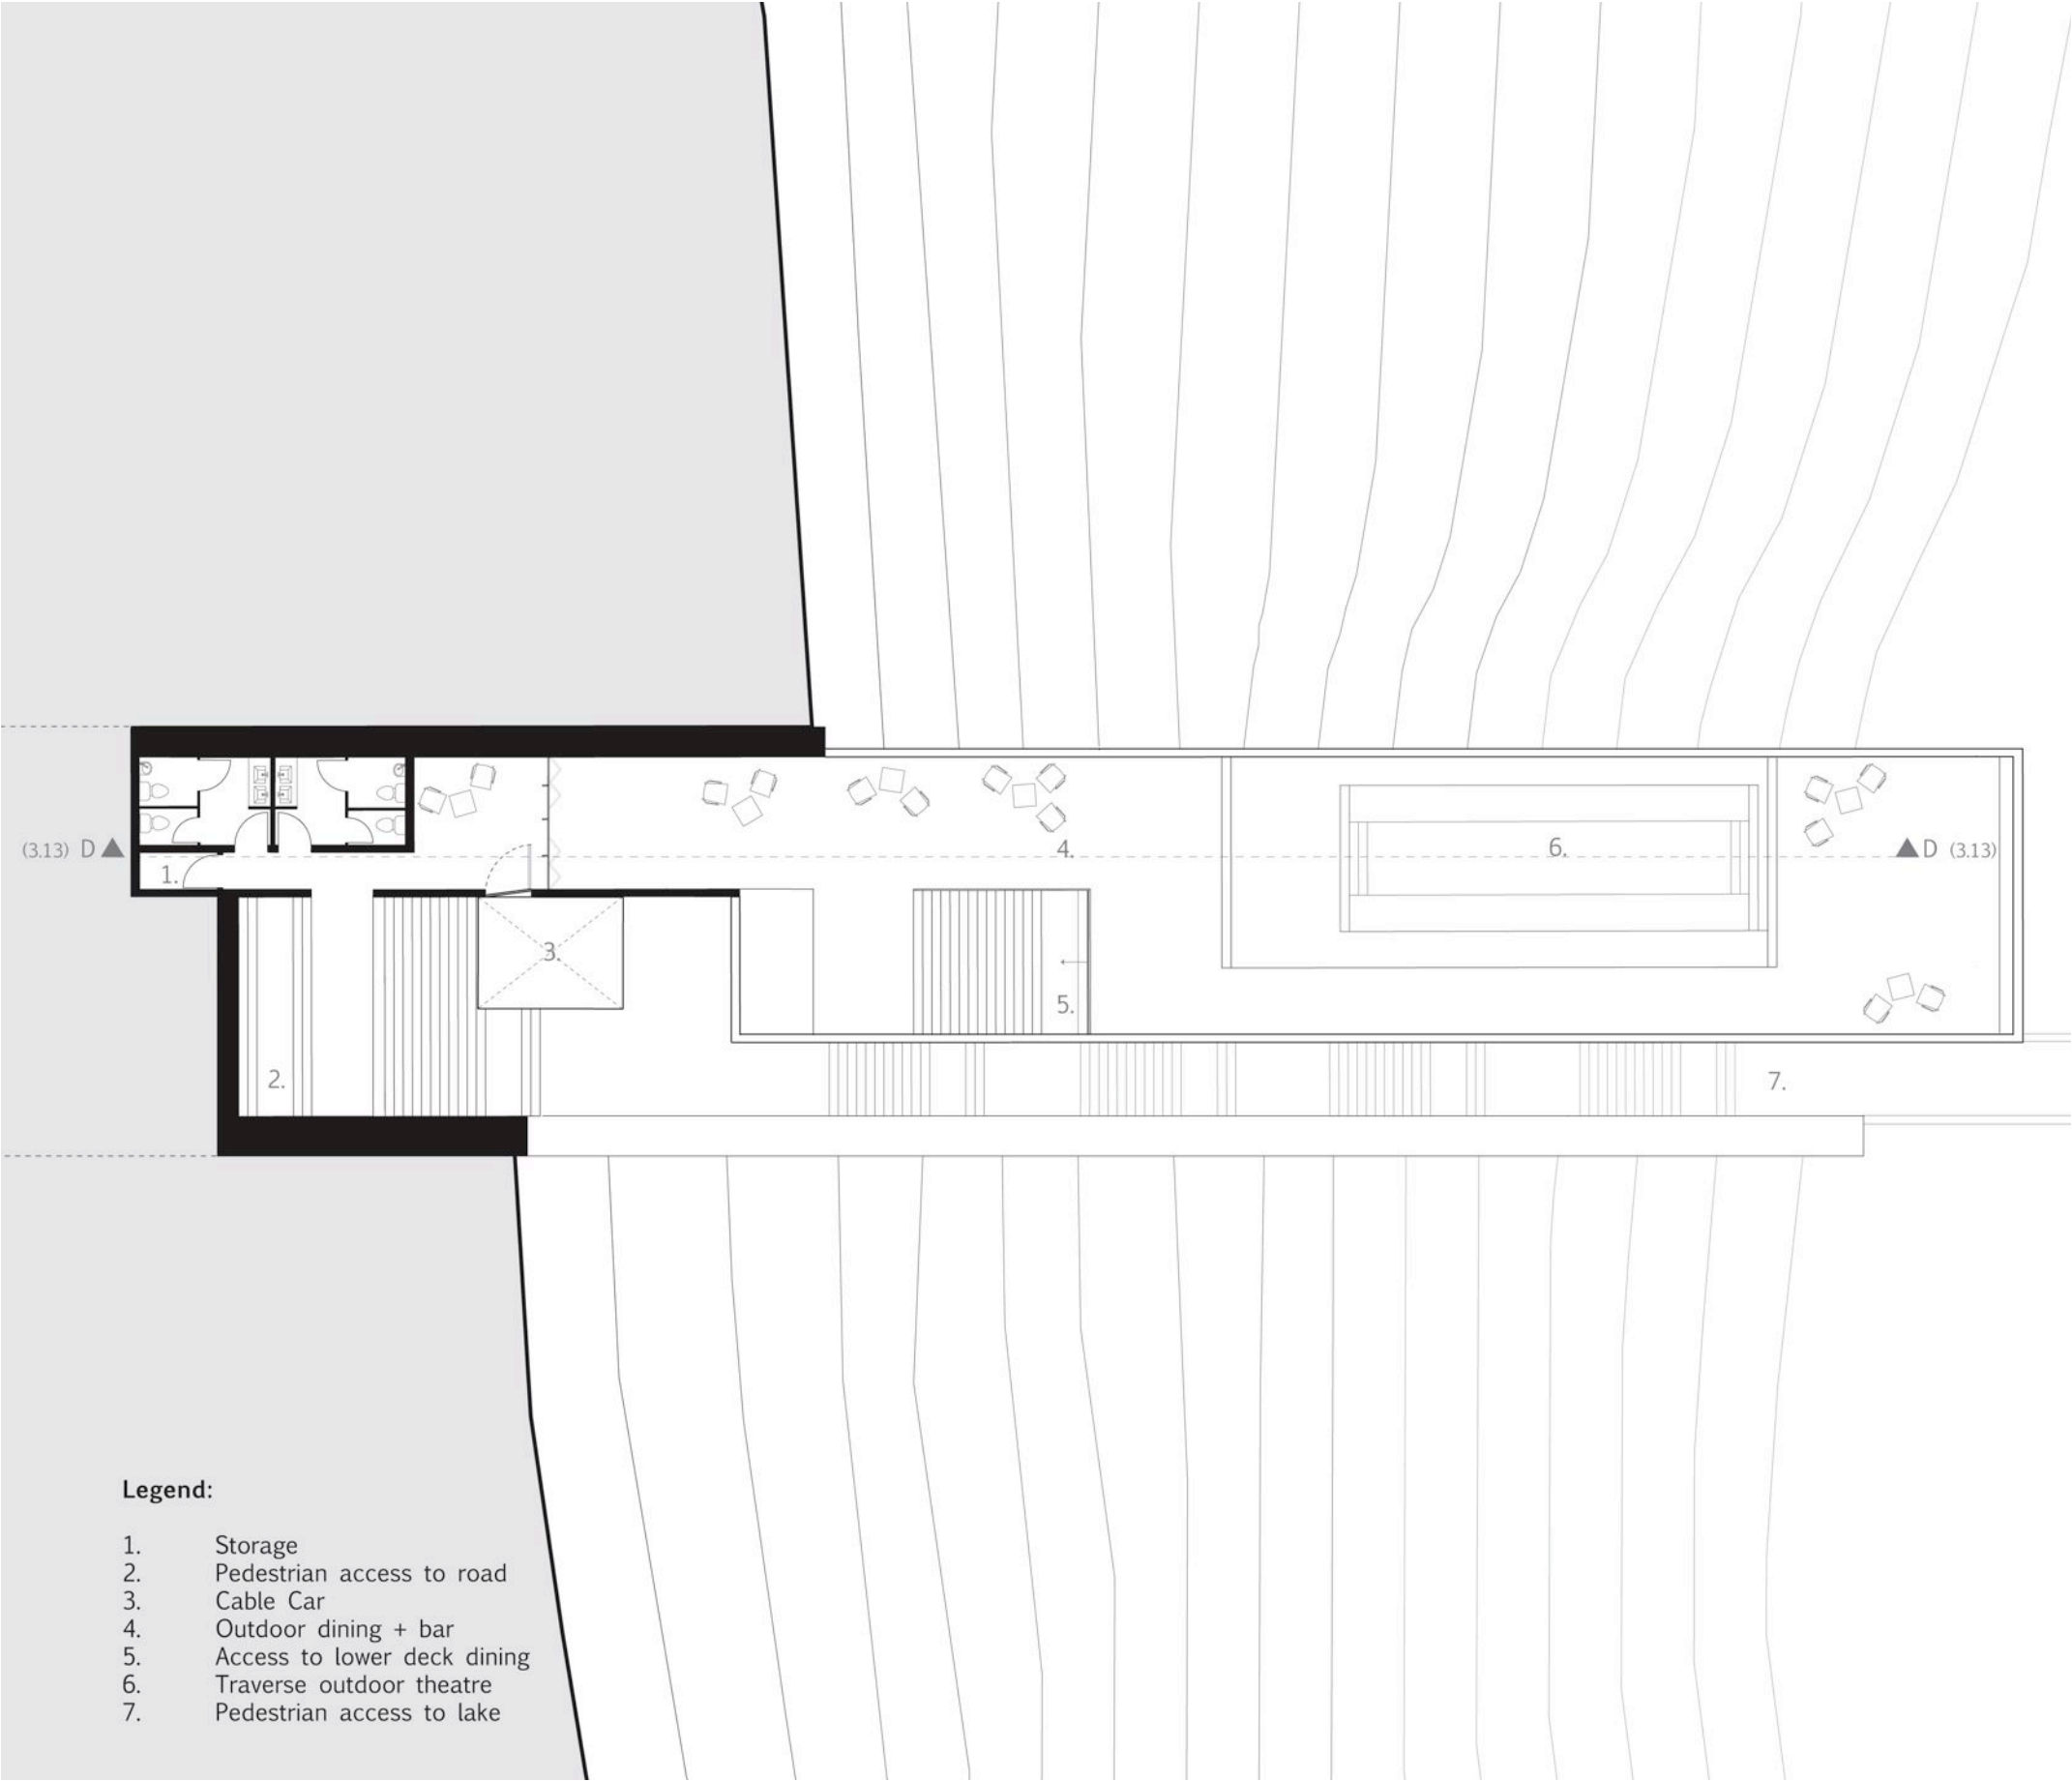 (3.13) D
4.
6.
D (3.13)
1.
3.
5.
2.
7.
Legend:
1. Storage
2. Pedestrian access to road
3. Cable Car
4. Outdoor dining + bar
5. Access to lower deck dining
6. Traverse outdoor theatre
7. Pedestrian access to lake